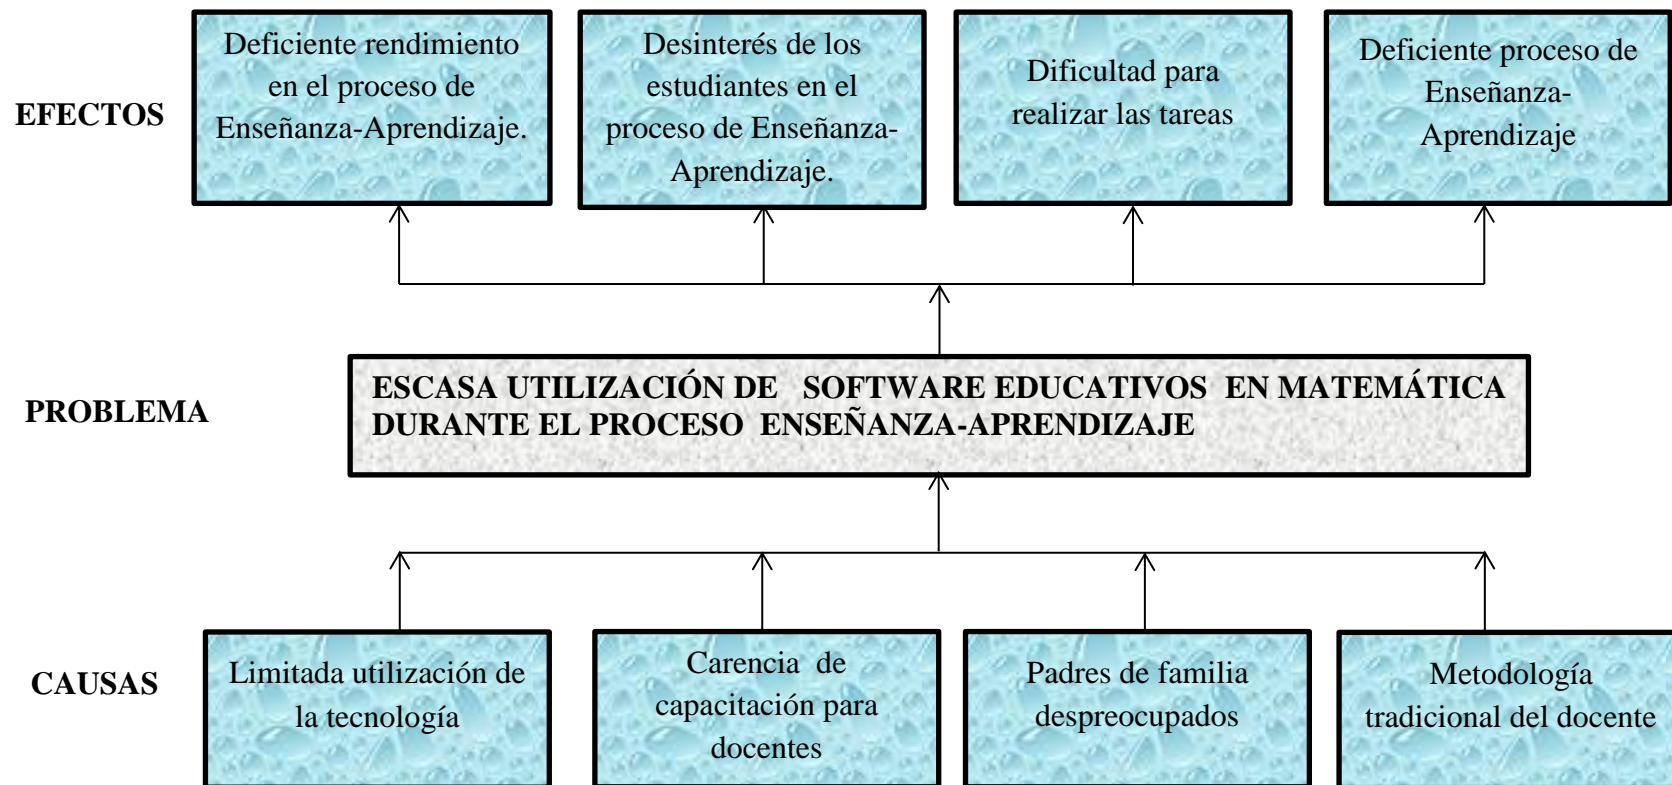 Deficiente rendimiento
en el proceso de
Enseñanza-Aprendizaje.
Desinterés de los
estudiantes en el
proceso de Enseñanza-
Aprendizaje.
Dificultad para
realizar las tareas
Deficiente proceso de
Enseñanza-
Aprendizaje
EFECTOS
PROBLEMA
ESCASA UTILIZACIÓN DE SOFTWARE EDUCATIVOS EN MATEMÁTICA
DURANTE EL PROCESO ENSEÑANZA-APRENDIZAJE
CAUSAS
Limitada utilización de
la tecnología
Carencia de
capacitación para
docentes
Padres de familia
despreocupados
Metodología
tradicional del docente